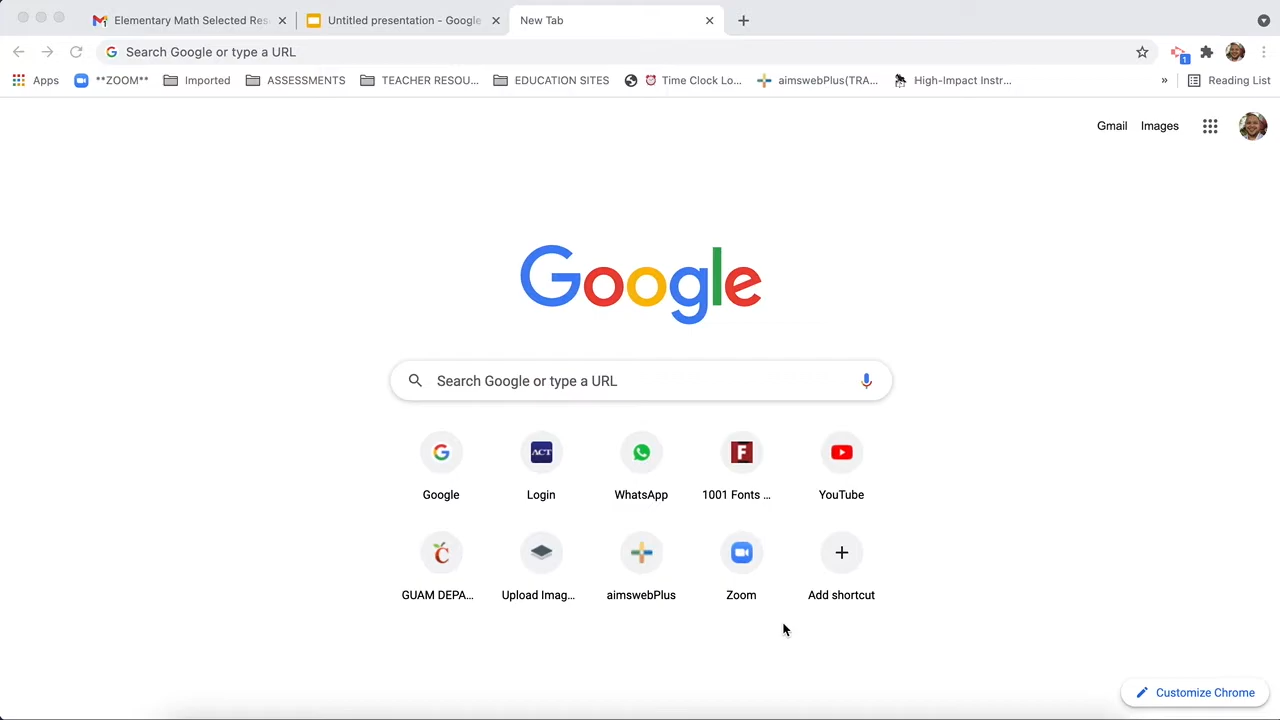 Elementary Math Selected Res
Untitled presentation - Google
New Tab
Search Google or type a URL
Apps
**ZOOM**
Imported
ASSESSMENTS
TEACHER RESOU...
EDUCATION SITES
Time Clock Lo...
aimswebPlus(TRA...
High-Impact Instr...
»
Reading List
1
Gmail
Images
Google
Search Google or type a URL
G
ACT
F
Google
Login
WhatsApp
1001 Fonts ...
YouTube
C
GUAM DEPA...
Upload Imag...
aimswebPlus
Zoom
Add shortcut
Customize Chrome